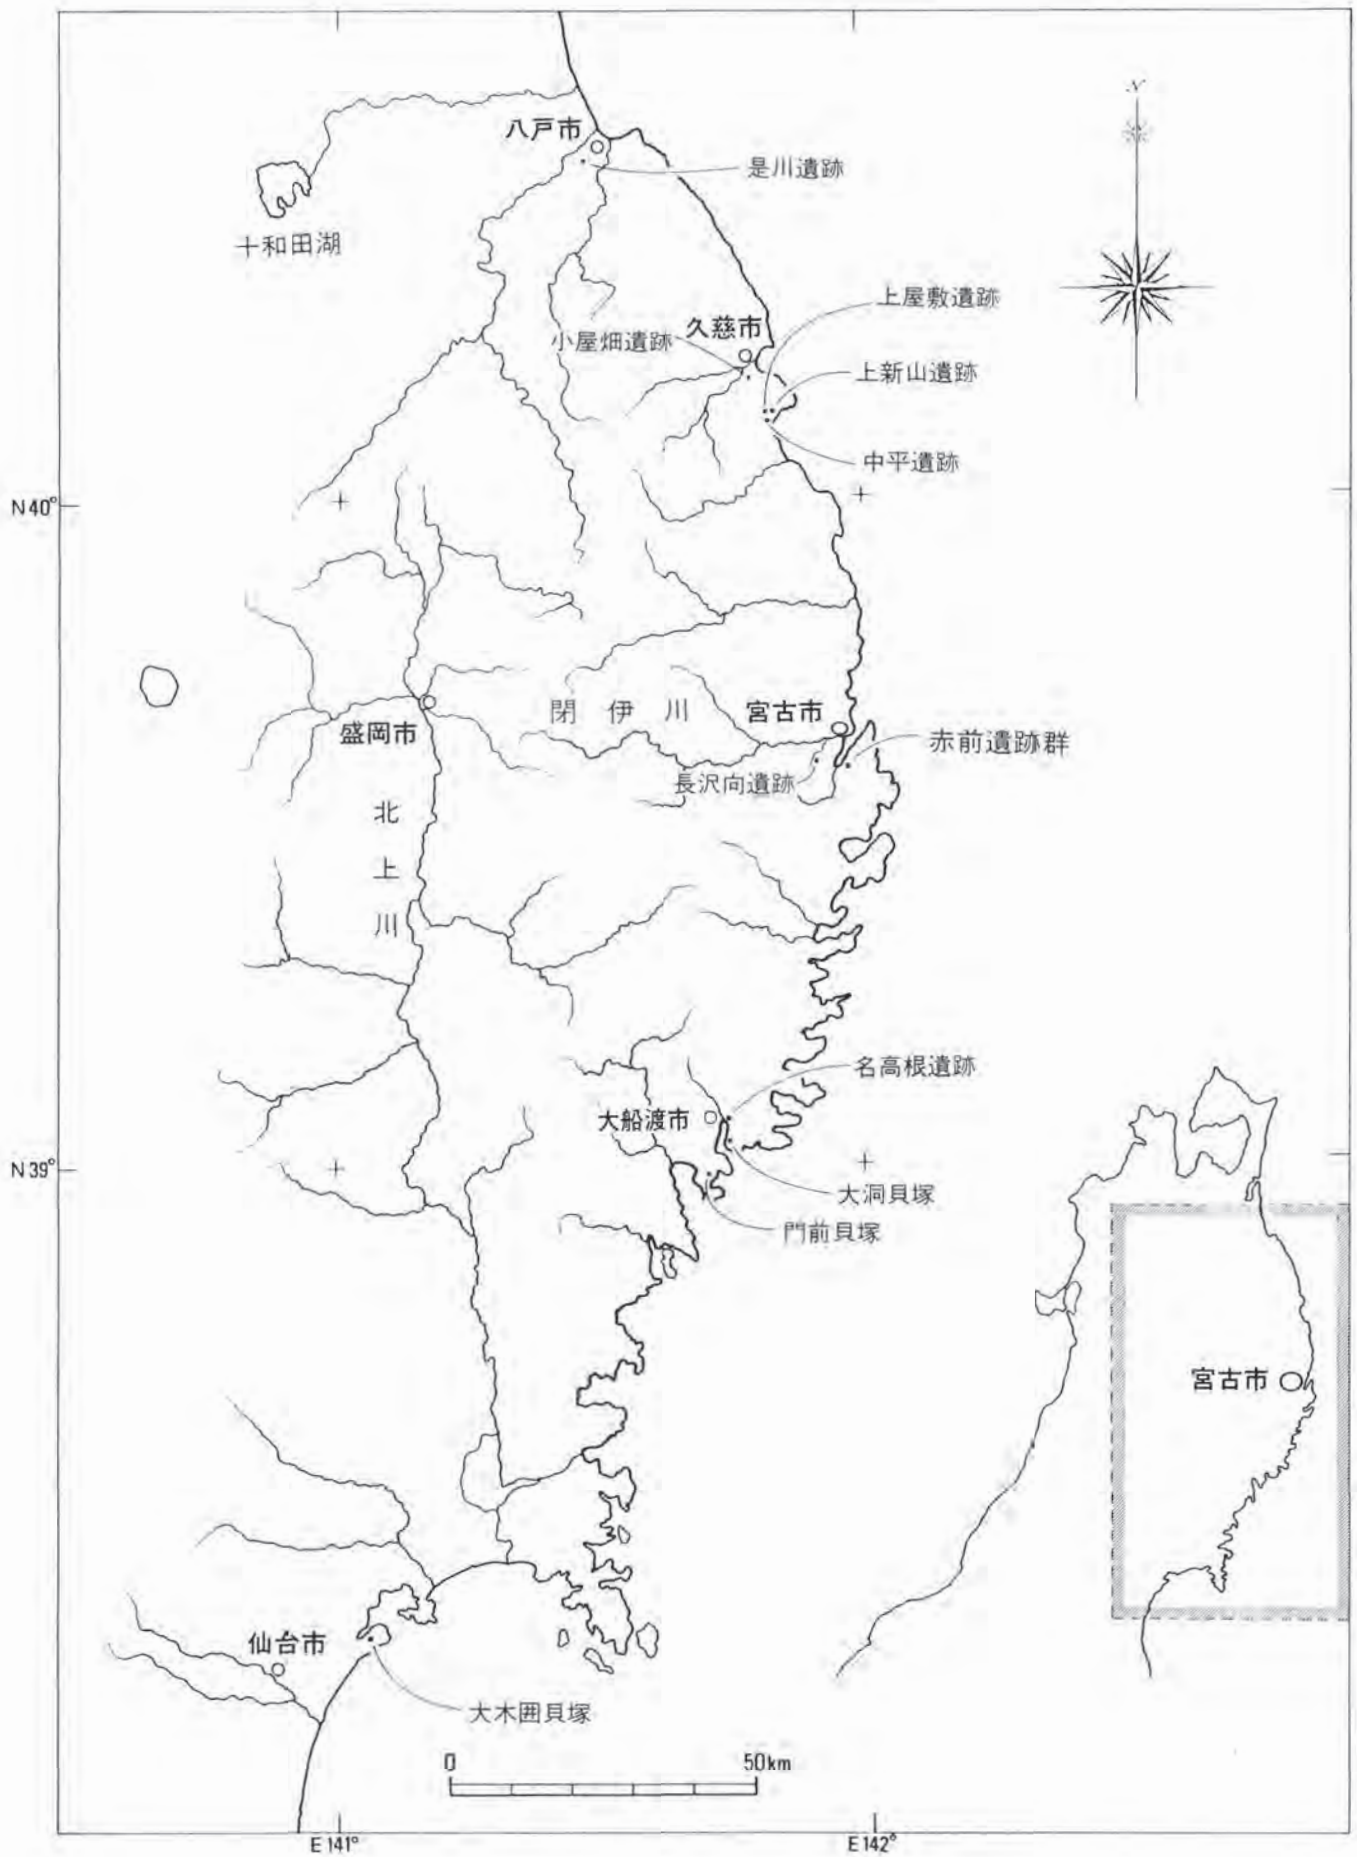 N
八戸市
是川遺跡
十和田湖
上屋敷遺跡
久慈市
小屋畑遺跡
上新山遺跡
中平遺跡
N40°
閉伊川
宮古市
盛岡市
赤前遺跡群
長沢向遺跡
北上川
名高根遺跡
大船渡市
N39°
大洞貝塚
門前貝塚
宮古市
仙台市
大木囲貝塚
0 50km
E141° E142°